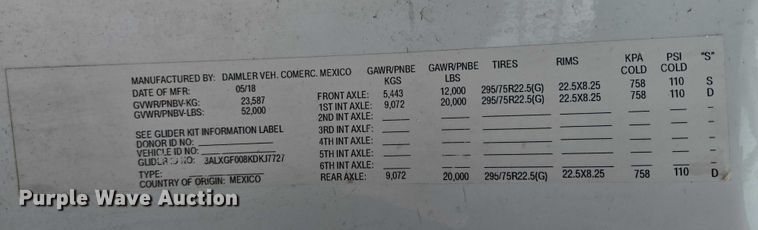 MANUFACTURED BY: DAIMLER VEH. COMERC. MEXICO
DATE OF MFR: 05/18
GVWR/PNBV-KG: 23,587
GVWR/PNBV-LBS: 52,000
SEE GLIDER KIT INFORMATION LABEL
DONOR ID NO:
VEHICLE ID NO:
GLIDER ID NO: 3ALXGF008KDKJ7727
TYPE:
COUNTRY OF ORIGIN: MEXICO
GAWR/PNBE KGS GAWR/PNBE LBS TIRES RIMS KPA COLD PSI COLD "S"
FRONT AXLE: 5,443 12,000 295/75R22.5(G) 22.5X8.25 758 110 S
1ST INT AXLE: 9,072 20,000 295/75R22.5(G) 22.5X8.25 758 110 D
2ND INT AXLE:
3RD INT AXLE:
4TH INT AXLE:
5TH INT AXLE:
6TH INT AXLE:
REAR AXLE: 9,072 20,000 295/75R22.5(G) 22.5X8.25 758 110 D
Purple Wave Auction